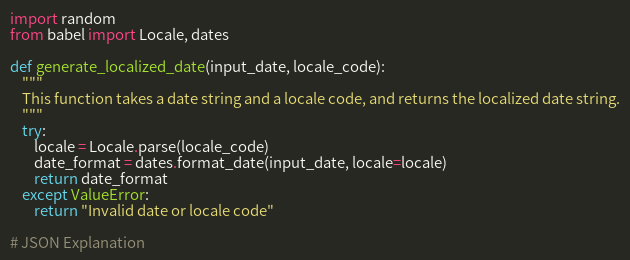 import random
from babel import Locale, dates

def generate_localized_date(input_date, locale_code):
    """
    This function takes a date string and a locale code, and returns the localized date string.
    """
    try:
        locale = Locale.parse(locale_code)
        date_format = dates.format_date(input_date, locale=locale)
        return date_format
    except ValueError:
        return "Invalid date or locale code"

# JSON Explanation